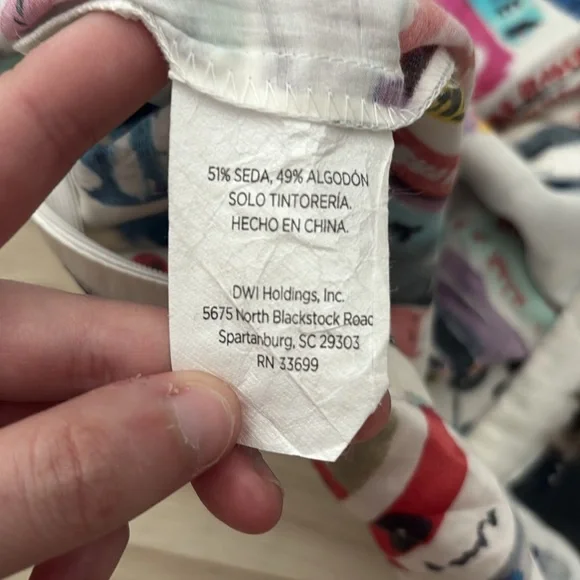 51% SEDA, 49% ALGODÓN
SOLO TINTORERÍA.
HECHO EN CHINA.
DWI Holdings, Inc.
5675 North Blackstock Road
Spartanburg, SC 29303
RN 33699